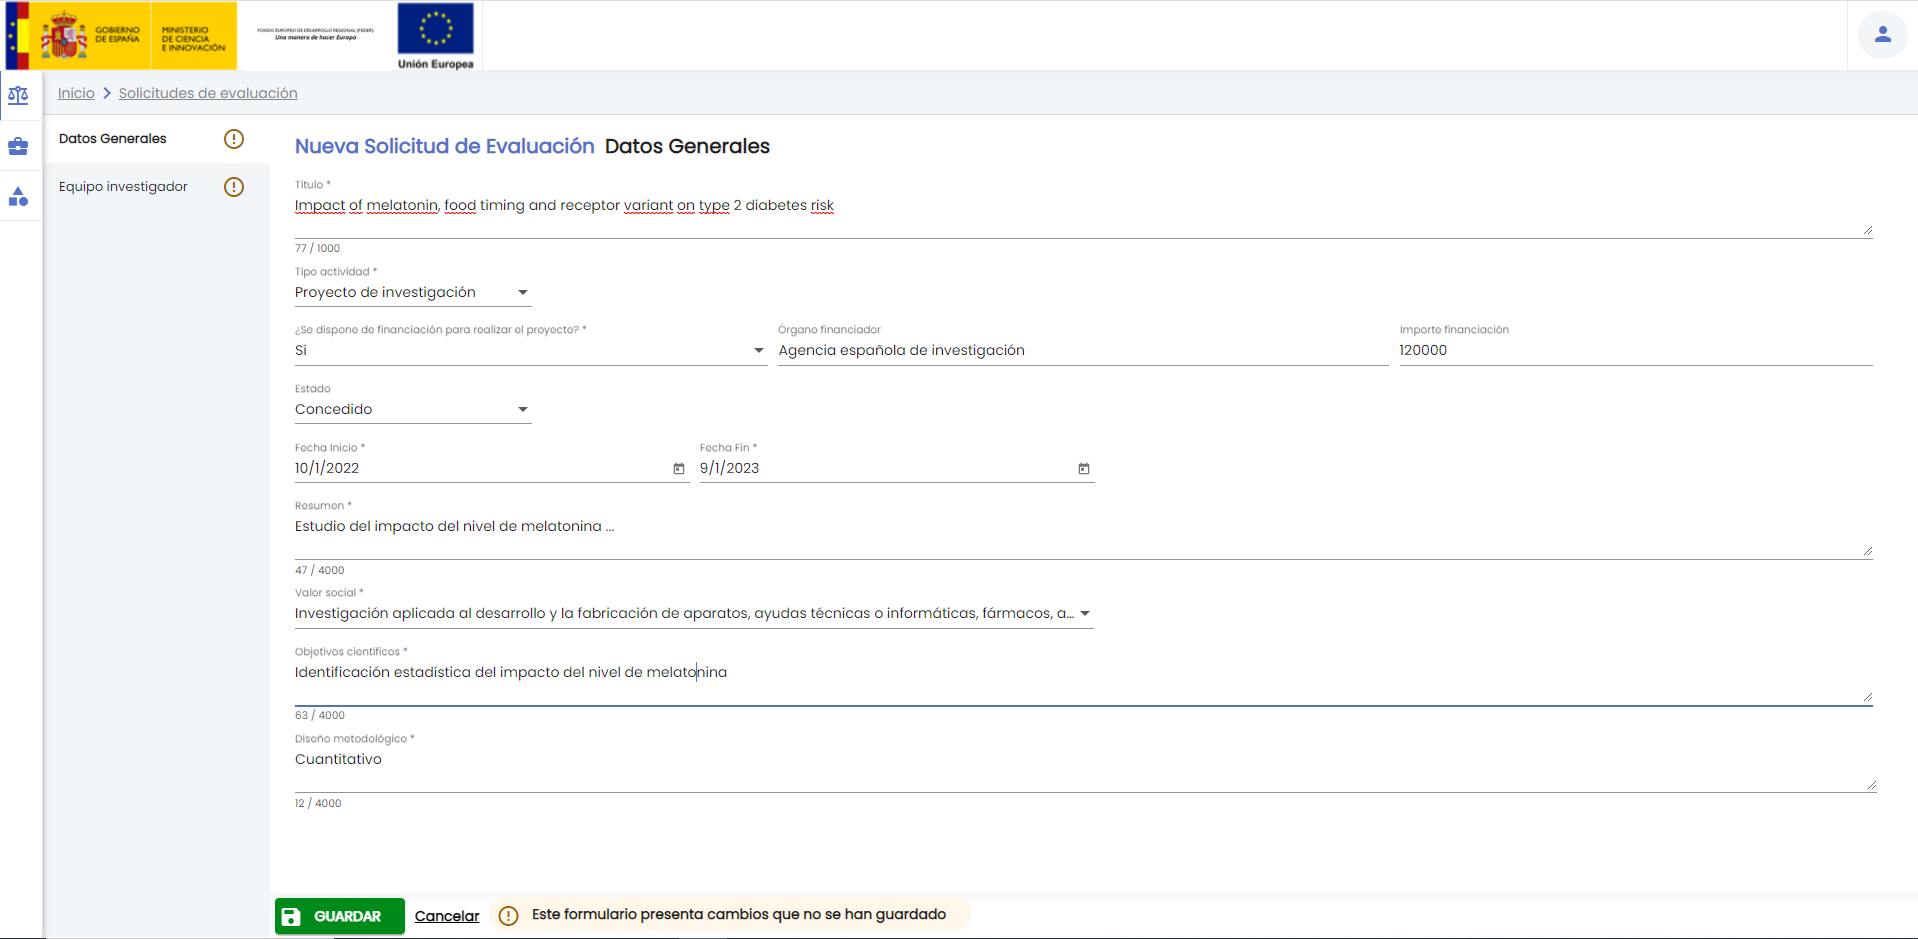 GOBIERNO
DE ESPAÑA
MINISTERIO
DE CIENCIA
E INNOVACIÓN
FONDO EUROPEO DE DESARROLLO REGIONAL (FEDER)
Una manera de hacer Europa
Unión Europea
Inicio > Solicitudes de evaluación
Datos Generales
Equipo investigador
Nueva Solicitud de Evaluación Datos Generales
Título *
Impact of melatonin, food timing and receptor variant on type 2 diabetes risk
77 / 1000
Tipo actividad *
Proyecto de investigación
¿Se dispone de financiación para realizar el proyecto? * Órgano financiador Importe financiación
Sí Agencia española de investigación 120000
Estado
Concedido
Fecha Inicio * Fecha Fin *
10/1/2022 9/1/2023
Resumen *
Estudio del impacto del nivel de melatonina ...
47 / 4000
Valor social *
Investigación aplicada al desarrollo y la fabricación de aparatos, ayudas técnicas o informáticas, fármacos, a...
Objetivos científicos *
Identificación estadística del impacto del nivel de melatonina
63 / 4000
Diseño metodológico *
Cuantitativo
12 / 4000
GUARDAR Cancelar Este formulario presenta cambios que no se han guardado